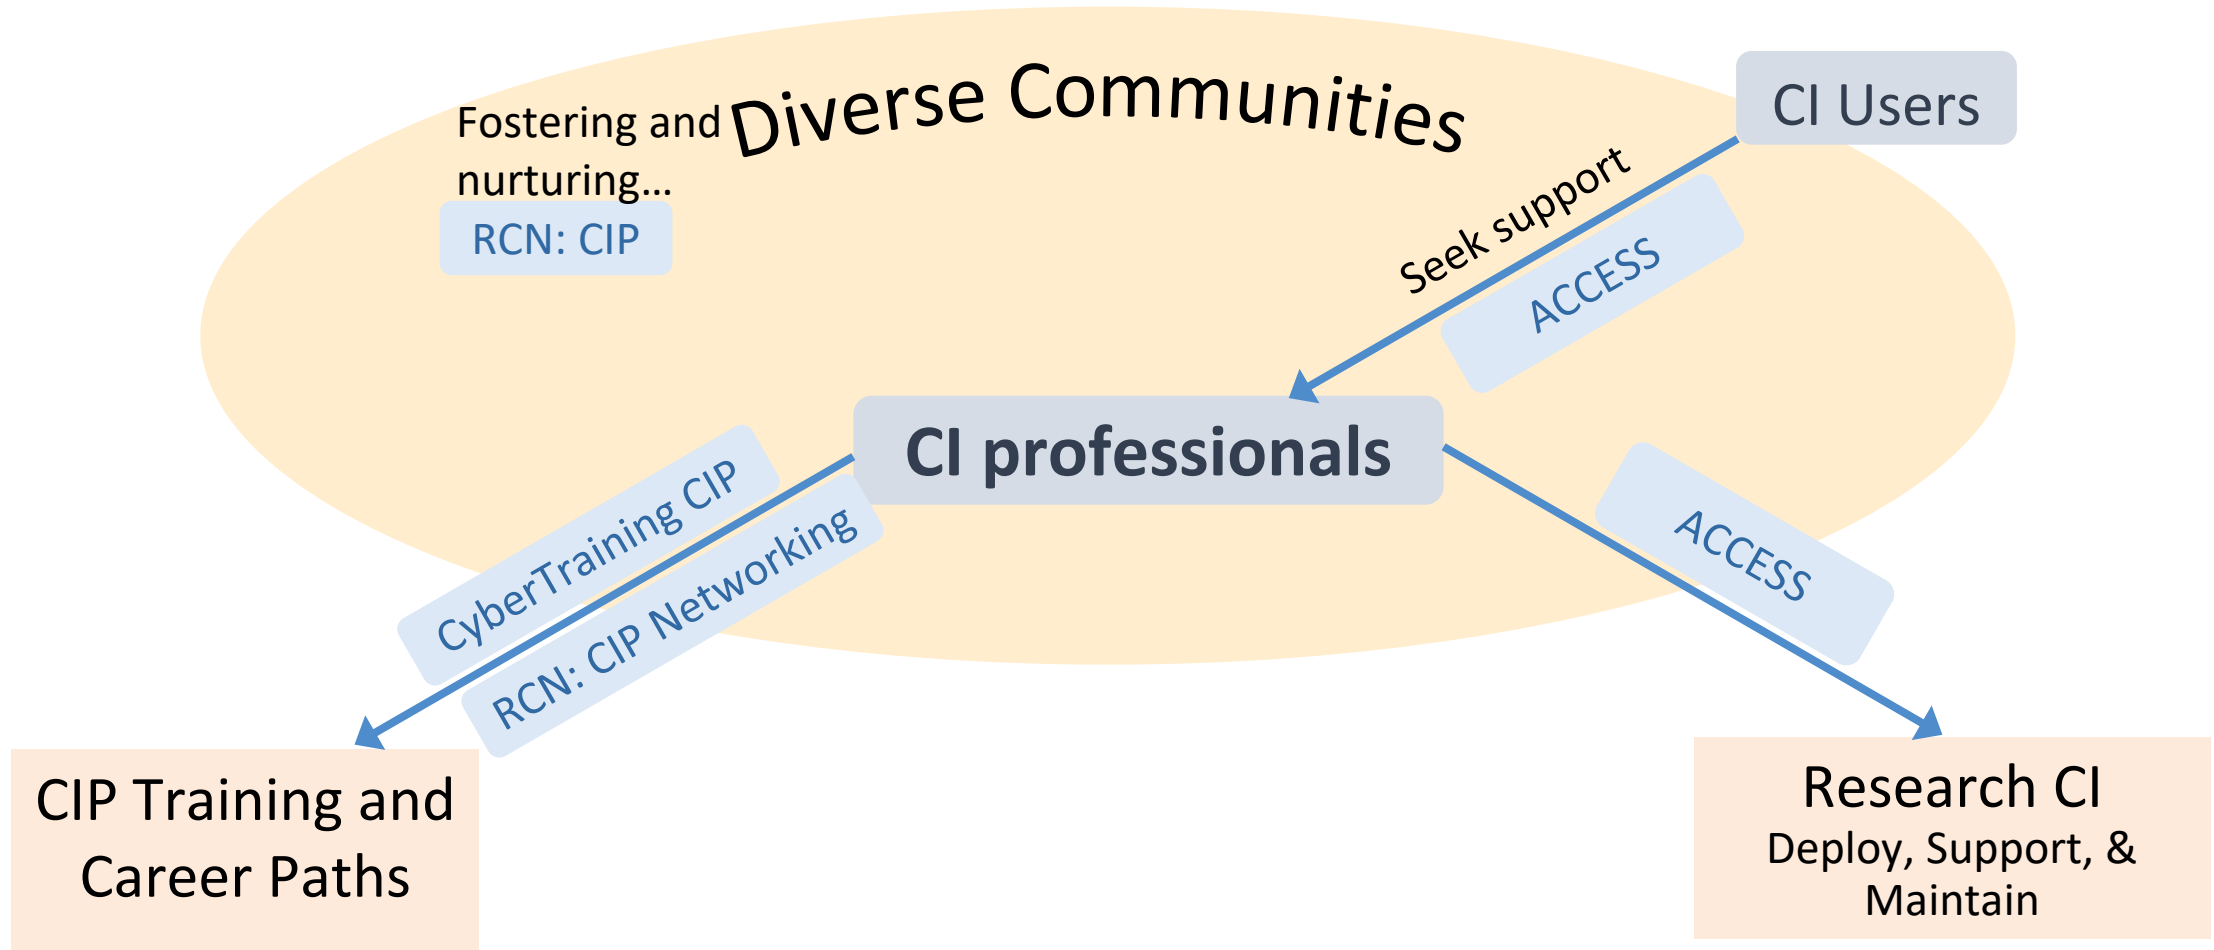 Diverse Communities
Fostering and
nurturing...
RCN: CIP
CI Users
Seek support
ACCESS
CI professionals
CyberTraining CIP
RCN: CIP Networking
ACCESS
CIP Training and
Career Paths
Research CI
Deploy, Support, &
Maintain